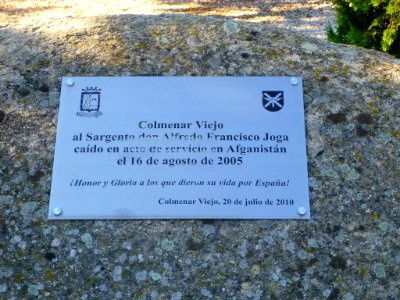 Colmenar Viejo
al Sargento don Alfredo Francisco Joga
caído en acto de servicio en Afganistán
el 16 de agosto de 2005
¡Honor y Gloria a los que dieron su vida por España!
Colmenar Viejo, 20 de julio de 2010